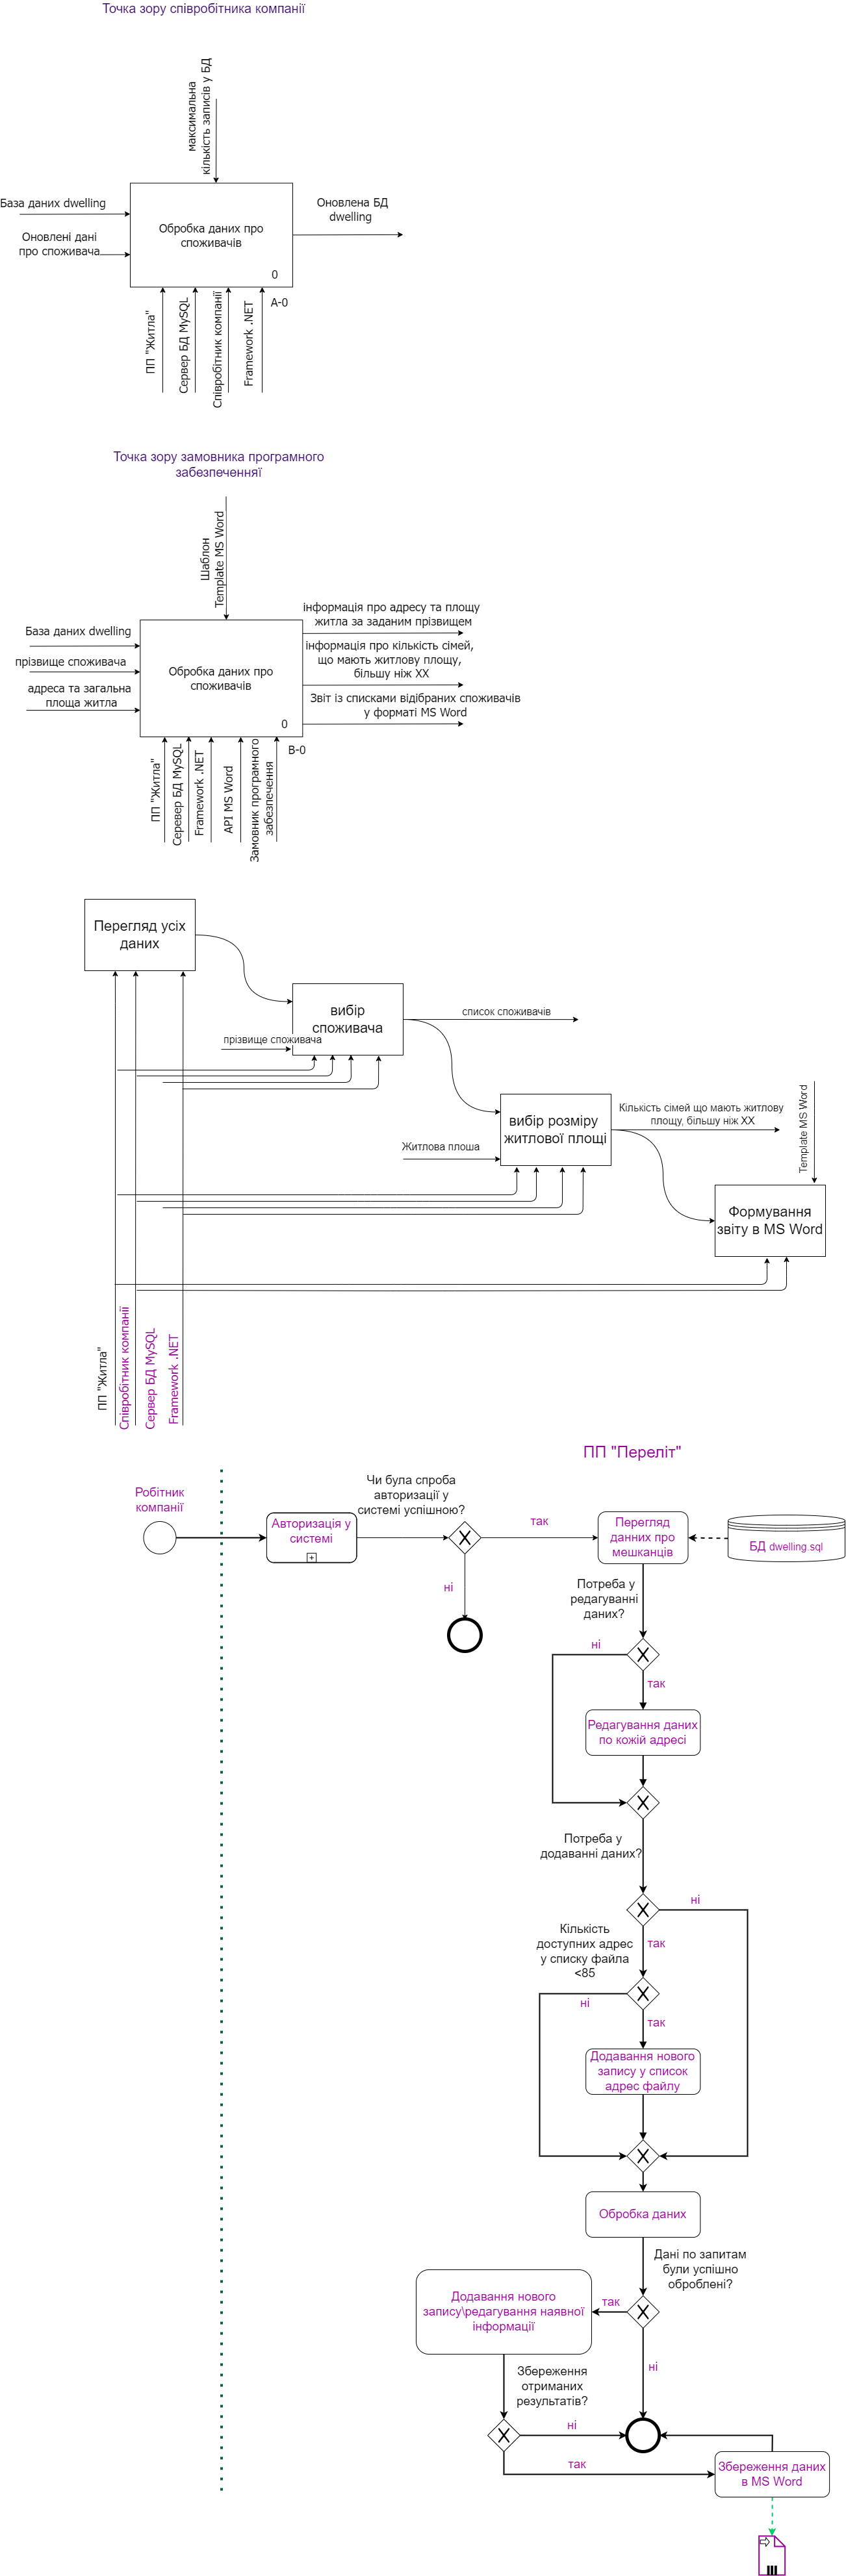 Точка зору співробітника компанії
максимальна
кількість записів у БД
База даних dwelling
Оновлені дані
про споживача
Обробка даних про
споживачів
0
Оновлена БД
dwelling
A-0
ПП "Житла"
Сервер БД MySQL
Співробітник компанії
Framework .NET
Точка зору замовника програмного
забезпеченняї
Шаблон
Template MS Word
База даних dwelling
прізвище споживача
адреса та загальна
площа житла
Обробка даних про
споживачів
0
інформація про адресу та площу
житла за заданим прізвищем
інформація про кількість сімей,
що мають житлову площу,
більшу ніж XX
Звіт із списками відібраних споживачів
у форматі MS Word
B-0
ПП "Житла"
Серевер БД MySQL
Framework .NET
API MS Word
Замовник програмного
забезпечення
Перегляд усіх
даних
вибір
споживача
прізвище споживача
список споживачів
вибір розміру
житлової площі
Житлова плоша
Кількість сімей що мають житлову
площу, більшу ніж XX
Template MS Word
Формування
звіту в MS Word
ПП "Житла"
Співробітник компанії
Сервер БД MySQL
Framework .NET
ПП "Переліт"
Робітник
компанії
Авторизація у
системі
Чи була спроба
авторизації у
системі успішною?
так
ні
Перегляд
данних про
мешканців
БД dwelling.sql
Потреба у
редагуванні
даних?
ні
так
Редагування даних
по кожій адресі
Потреба у
додаванні даних?
ні
так
Кількість
доступних адрес
у списку файла
<85
ні
так
Додавання нового
запису у список
адрес файлу
Обробка даних
Дані по запитам
були успішно
оброблені?
так
ні
Додавання нового
запису\редагування наявної
інформації
Збереження
отриманих
результатів?
ні
так
Збереження даних
в MS Word